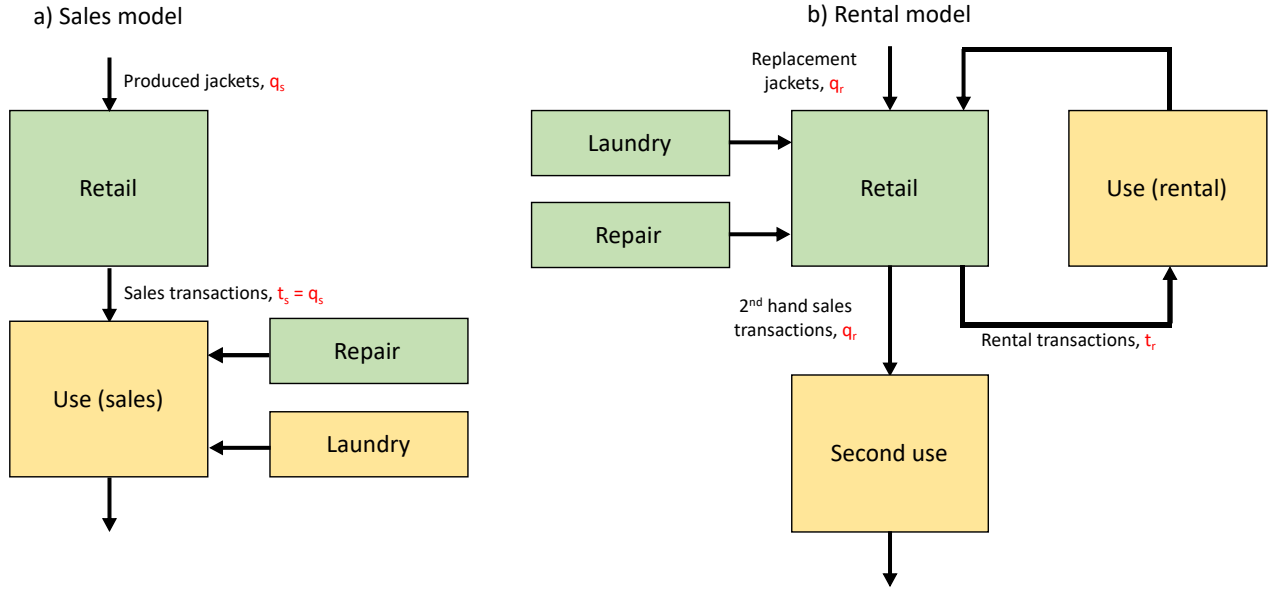 a) Sales model
Produced jackets, qₛ
Retail
Sales transactions, tₛ = qₛ
Use (sales)
Repair
Laundry
b) Rental model
Replacement
jackets, qᵣ
Laundry
Repair
Retail
Use (rental)
2ⁿᵈ hand sales
transactions, qᵣ
Rental transactions, tᵣ
Second use